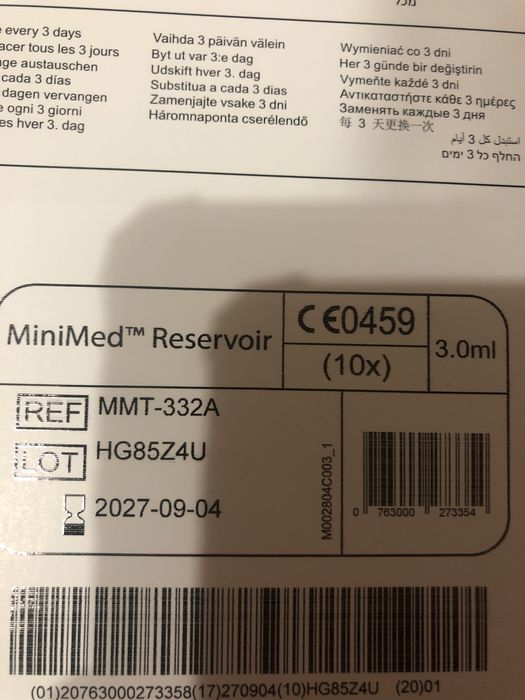 every 3 days
acer tous les 3 jours
ge austauschen
cada 3 días
dagen vervangen
ogni 3 giorni
es hver 3. dag
Vaihda 3 päivän välein
Byt ut var 3:e dag
Udskift hver 3. dag
Substitua a cada 3 dias
Zamenjajte vsake 3 dni
Háromnaponta cserélendő
Wymieniać co 3 dni
Her 3 günde bir değiştirin
Vyměňte každé 3 dni
Αντικαταστήστε κάθε 3 ημέρες
Заменять каждые 3 дня
每 3 天更换一次
استبدل كل 3 أيام
החלף כל 3 ימים
MiniMed™ Reservoir
CE0459
(10x)
3.0ml
REF MMT-332A
LOT HG85Z4U
2027-09-04
M002804C003_1
0 763000 273354
(01)20763000273358(17)270904(10)HG85Z4U (20)01